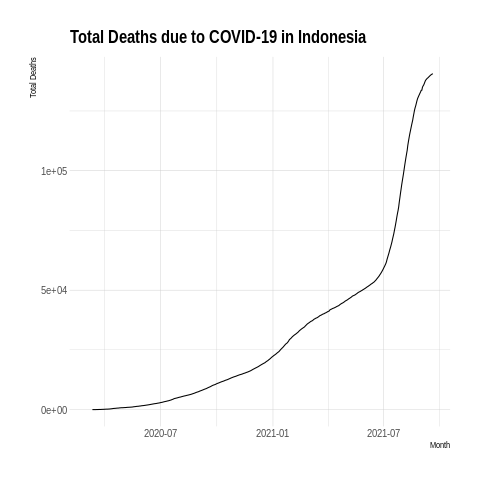 Total Deaths due to COVID-19 in Indonesia
Total Deaths
1e+05
5e+04
0e+00
2020-07
2021-01
2021-07
Month